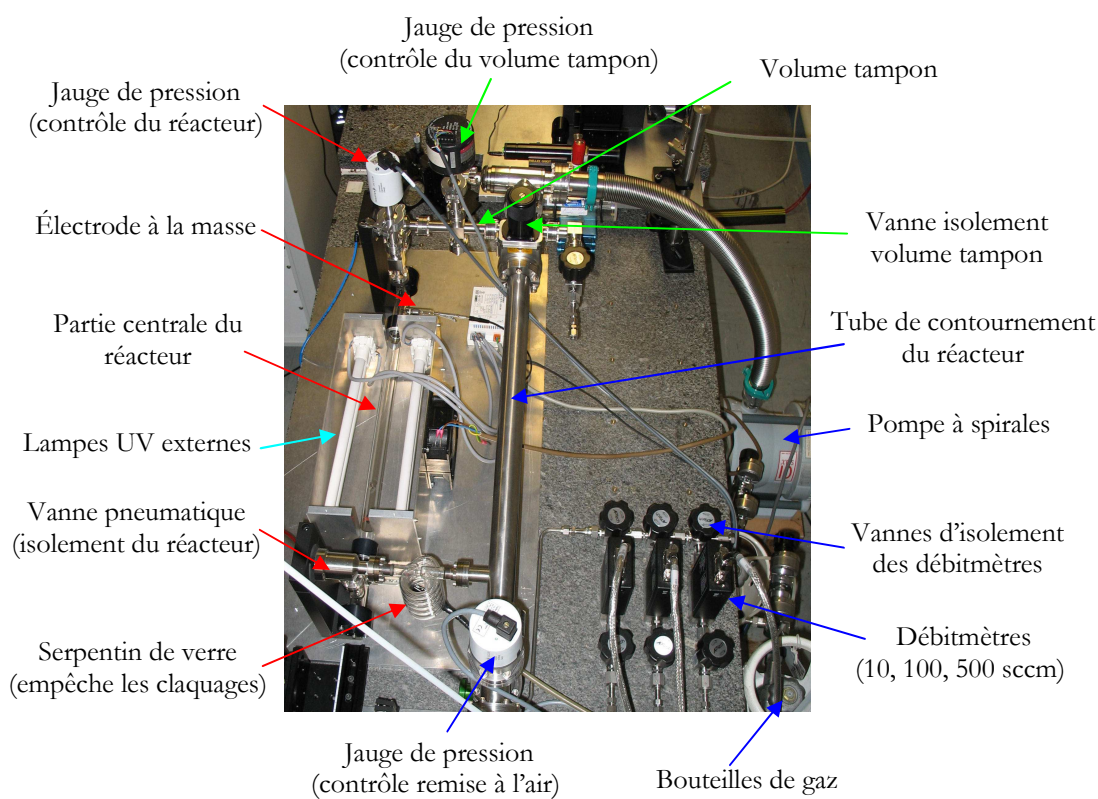 Jauge de pression
(contrôle du volume tampon)
Volume tampon
Jauge de pression
(contrôle du réacteur)
Électrode à la masse
Vanne isolement
volume tampon
Partie centrale du
réacteur
Tube de contournement
du réacteur
Lampes UV externes
Pompe à spirales
Vanne pneumatique
(isolement du réacteur)
Vannes d’isolement
des débitmètres
Serpentin de verre
(empêche les claquages)
Débitmètres
(10, 100, 500 sccm)
Jauge de pression
(contrôle remise à l’air)
Bouteilles de gaz